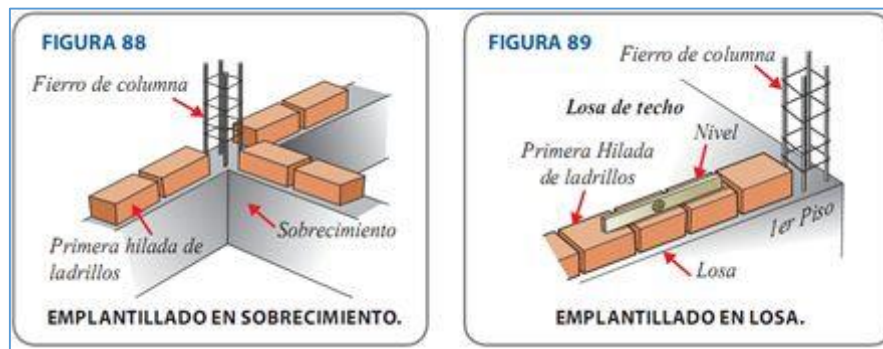 FIGURA 88
Fierro de columna
Primera hilada de
ladrillos
Sobrecimiento
EMPLANTILLADO EN SOBRECIMIENTO.
FIGURA 89
Fierro de columna
Losa de techo
Nivel
Primera Hilada
de ladrillos
1er Piso
Losa
EMPLANTILLADO EN LOSA.